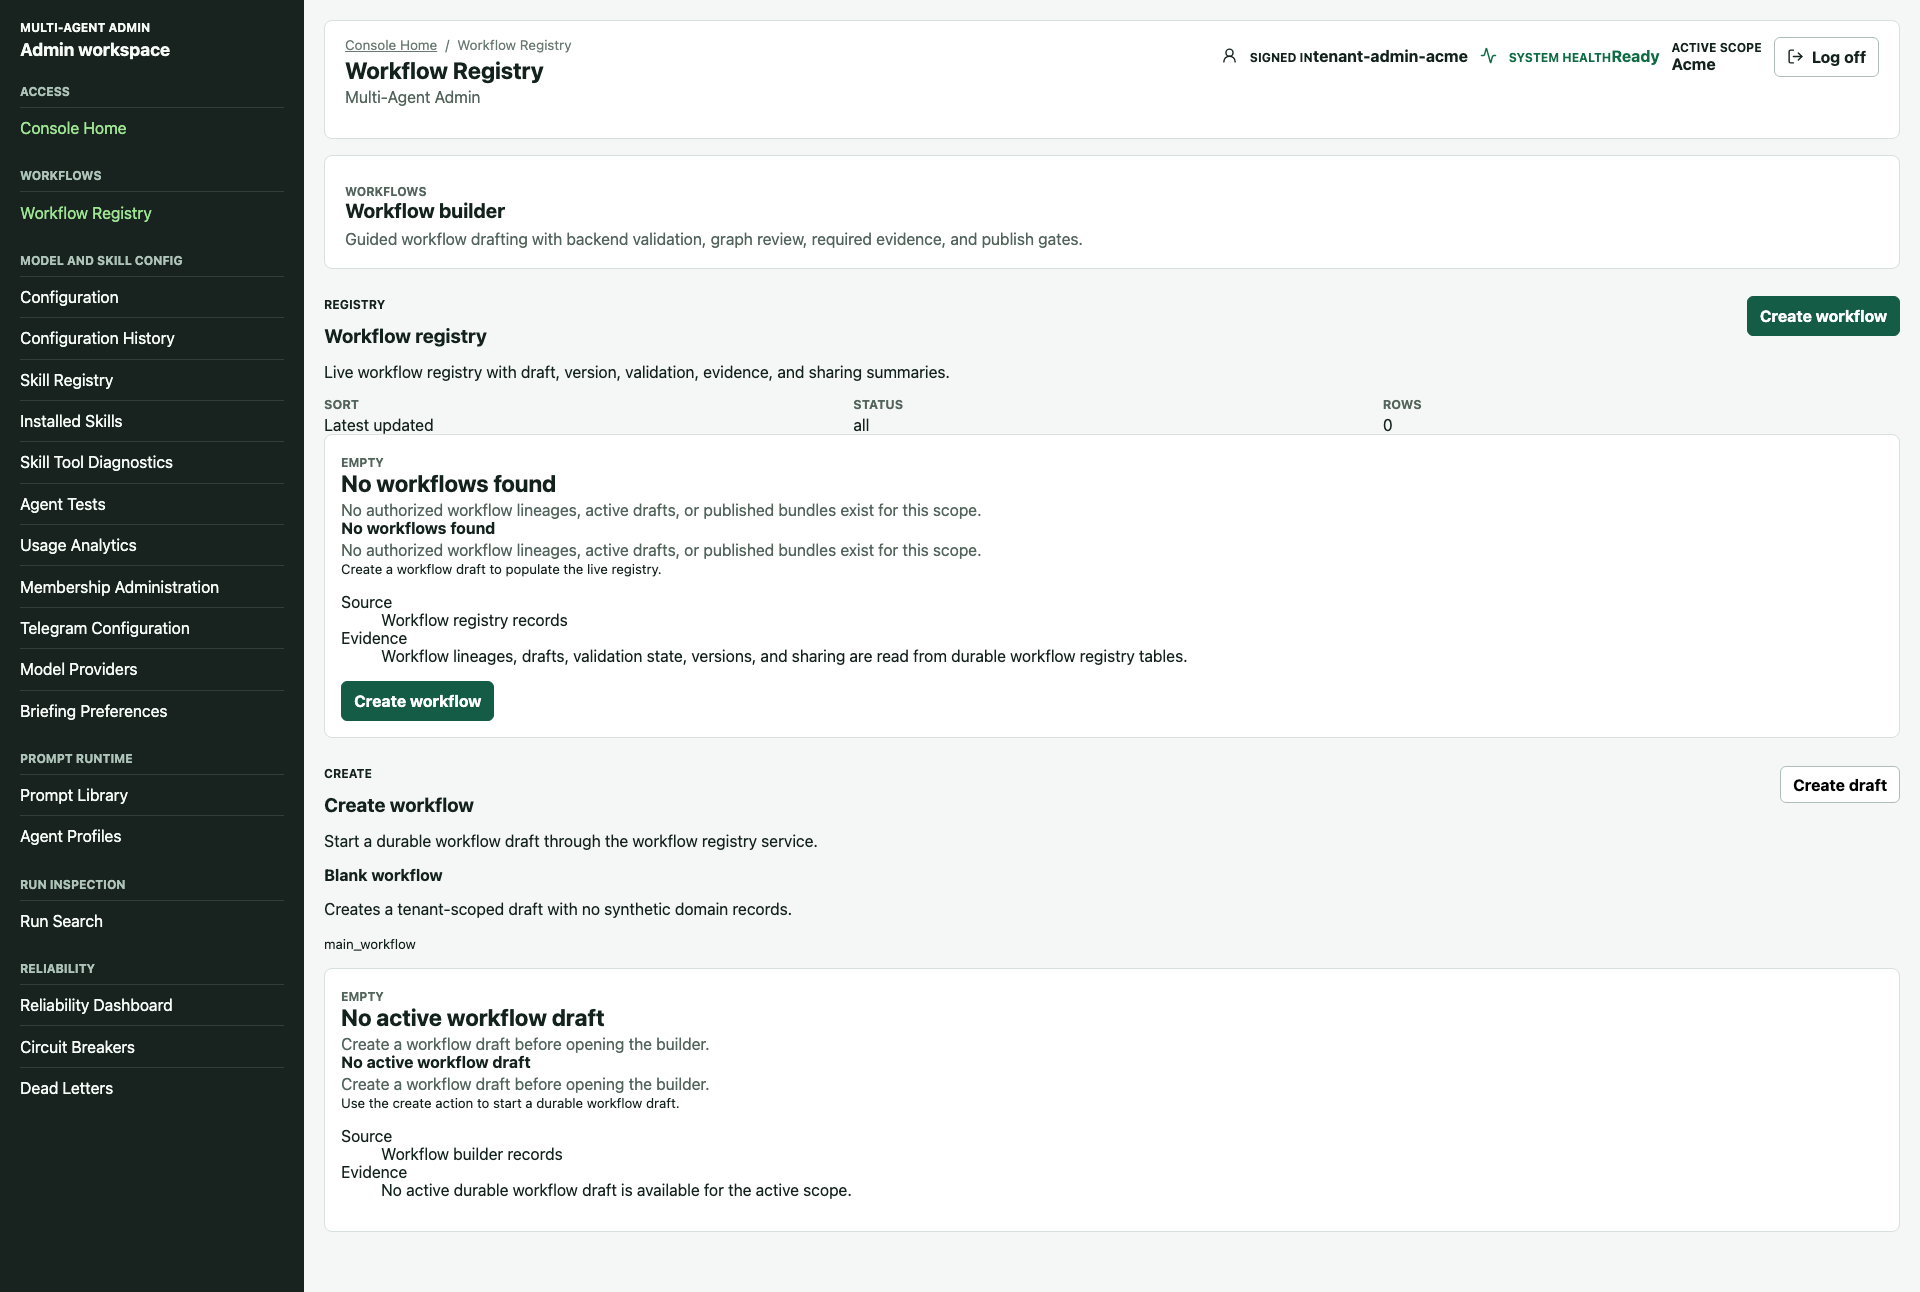 MULTI-AGENT ADMIN
Admin workspace
ACCESS
Console Home
WORKFLOWS
Workflow Registry
MODEL AND SKILL CONFIG
Configuration
Configuration History
Skill Registry
Installed Skills
Skill Tool Diagnostics
Agent Tests
Usage Analytics
Membership Administration
Telegram Configuration
Model Providers
Briefing Preferences
PROMPT RUNTIME
Prompt Library
Agent Profiles
RUN INSPECTION
Run Search
RELIABILITY
Reliability Dashboard
Circuit Breakers
Dead Letters
Console Home / Workflow Registry
Workflow Registry
Multi-Agent Admin
SIGNED INtenant-admin-acme
SYSTEM HEALTHReady
ACTIVE SCOPE
Acme
Log off
WORKFLOWS
Workflow builder
Guided workflow drafting with backend validation, graph review, required evidence, and publish gates.
REGISTRY
Workflow registry
Create workflow
Live workflow registry with draft, version, validation, evidence, and sharing summaries.
SORT
Latest updated
STATUS
all
ROWS
0
EMPTY
No workflows found
No authorized workflow lineages, active drafts, or published bundles exist for this scope.
No workflows found
No authorized workflow lineages, active drafts, or published bundles exist for this scope.
Create a workflow draft to populate the live registry.
Source
Workflow registry records
Evidence
Workflow lineages, drafts, validation state, versions, and sharing are read from durable workflow registry tables.
Create workflow
CREATE
Create workflow
Create draft
Start a durable workflow draft through the workflow registry service.
Blank workflow
Creates a tenant-scoped draft with no synthetic domain records.
main_workflow
EMPTY
No active workflow draft
Create a workflow draft before opening the builder.
No active workflow draft
Create a workflow draft before opening the builder.
Use the create action to start a durable workflow draft.
Source
Workflow builder records
Evidence
No active durable workflow draft is available for the active scope.